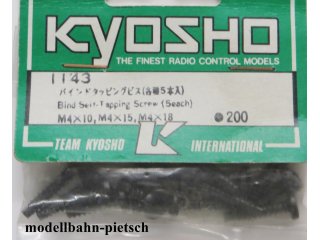 KYOSHO
THE FINEST RADIO CONTROL MODELS
1143
バインドタッピングビス(各種5本入)
Bind Self-Tapping Screw (5each)
M4×10, M4×15, M4×18
200
TEAM KYOSHO K INTERNATIONAL
modellbahn-pietsch